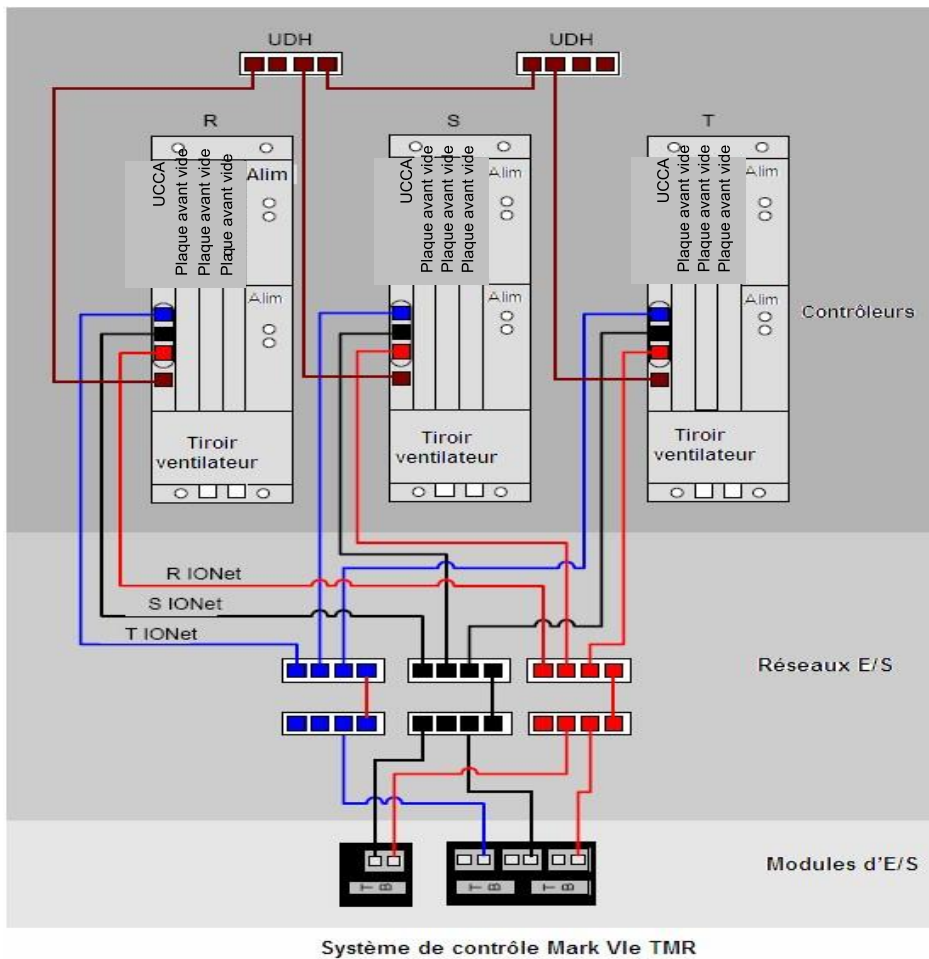 UDH
UDH
R
S
T
UCCA
Plaque avant vide
Plaque avant vide
Plaque avant vide
Alim
Alim
Tiroir
ventilateur
UCCA
Plaque avant vide
Plaque avant vide
Plaque avant vide
Alim
Alim
Tiroir
ventilateur
UCCA
Plaque avant vide
Plaque avant vide
Plaque avant vide
Alim
Alim
Tiroir
ventilateur
Contrôleurs
R IONet
S IONet
T IONet
Réseaux E/S
T B
T B
T B
Modules d'E/S
Système de contrôle Mark VIe TMR